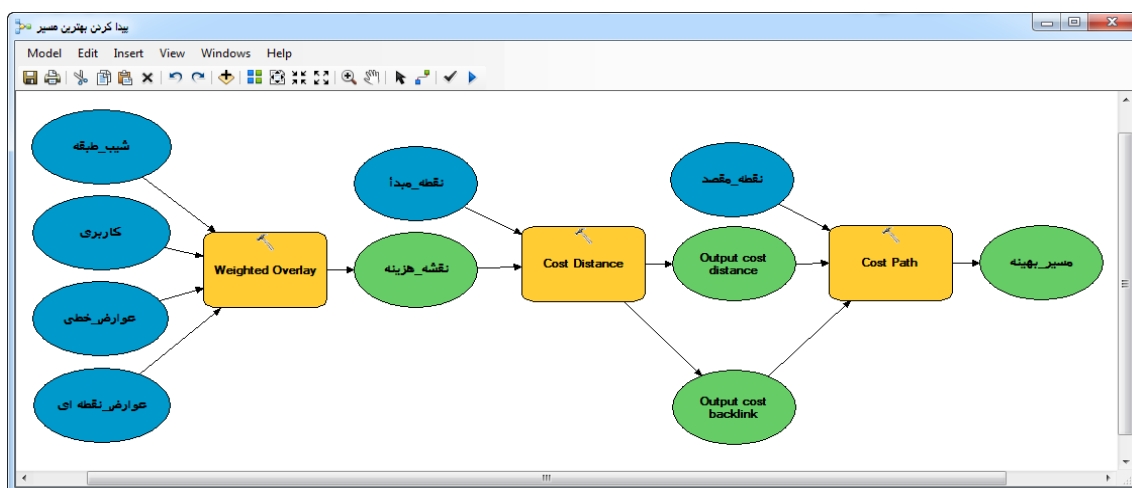 پیدا کردن بهترین مسیر
Model Edit Insert View Windows Help
شیب_طبقه
کاربری
عوارض_خطی
عوارض_نقطه ای
Weighted Overlay
نقطه_مبدأ
نقشه_هزینه
Cost Distance
نقطه_مقصد
Output cost
distance
Output cost
backlink
Cost Path
مسیر_بهینه